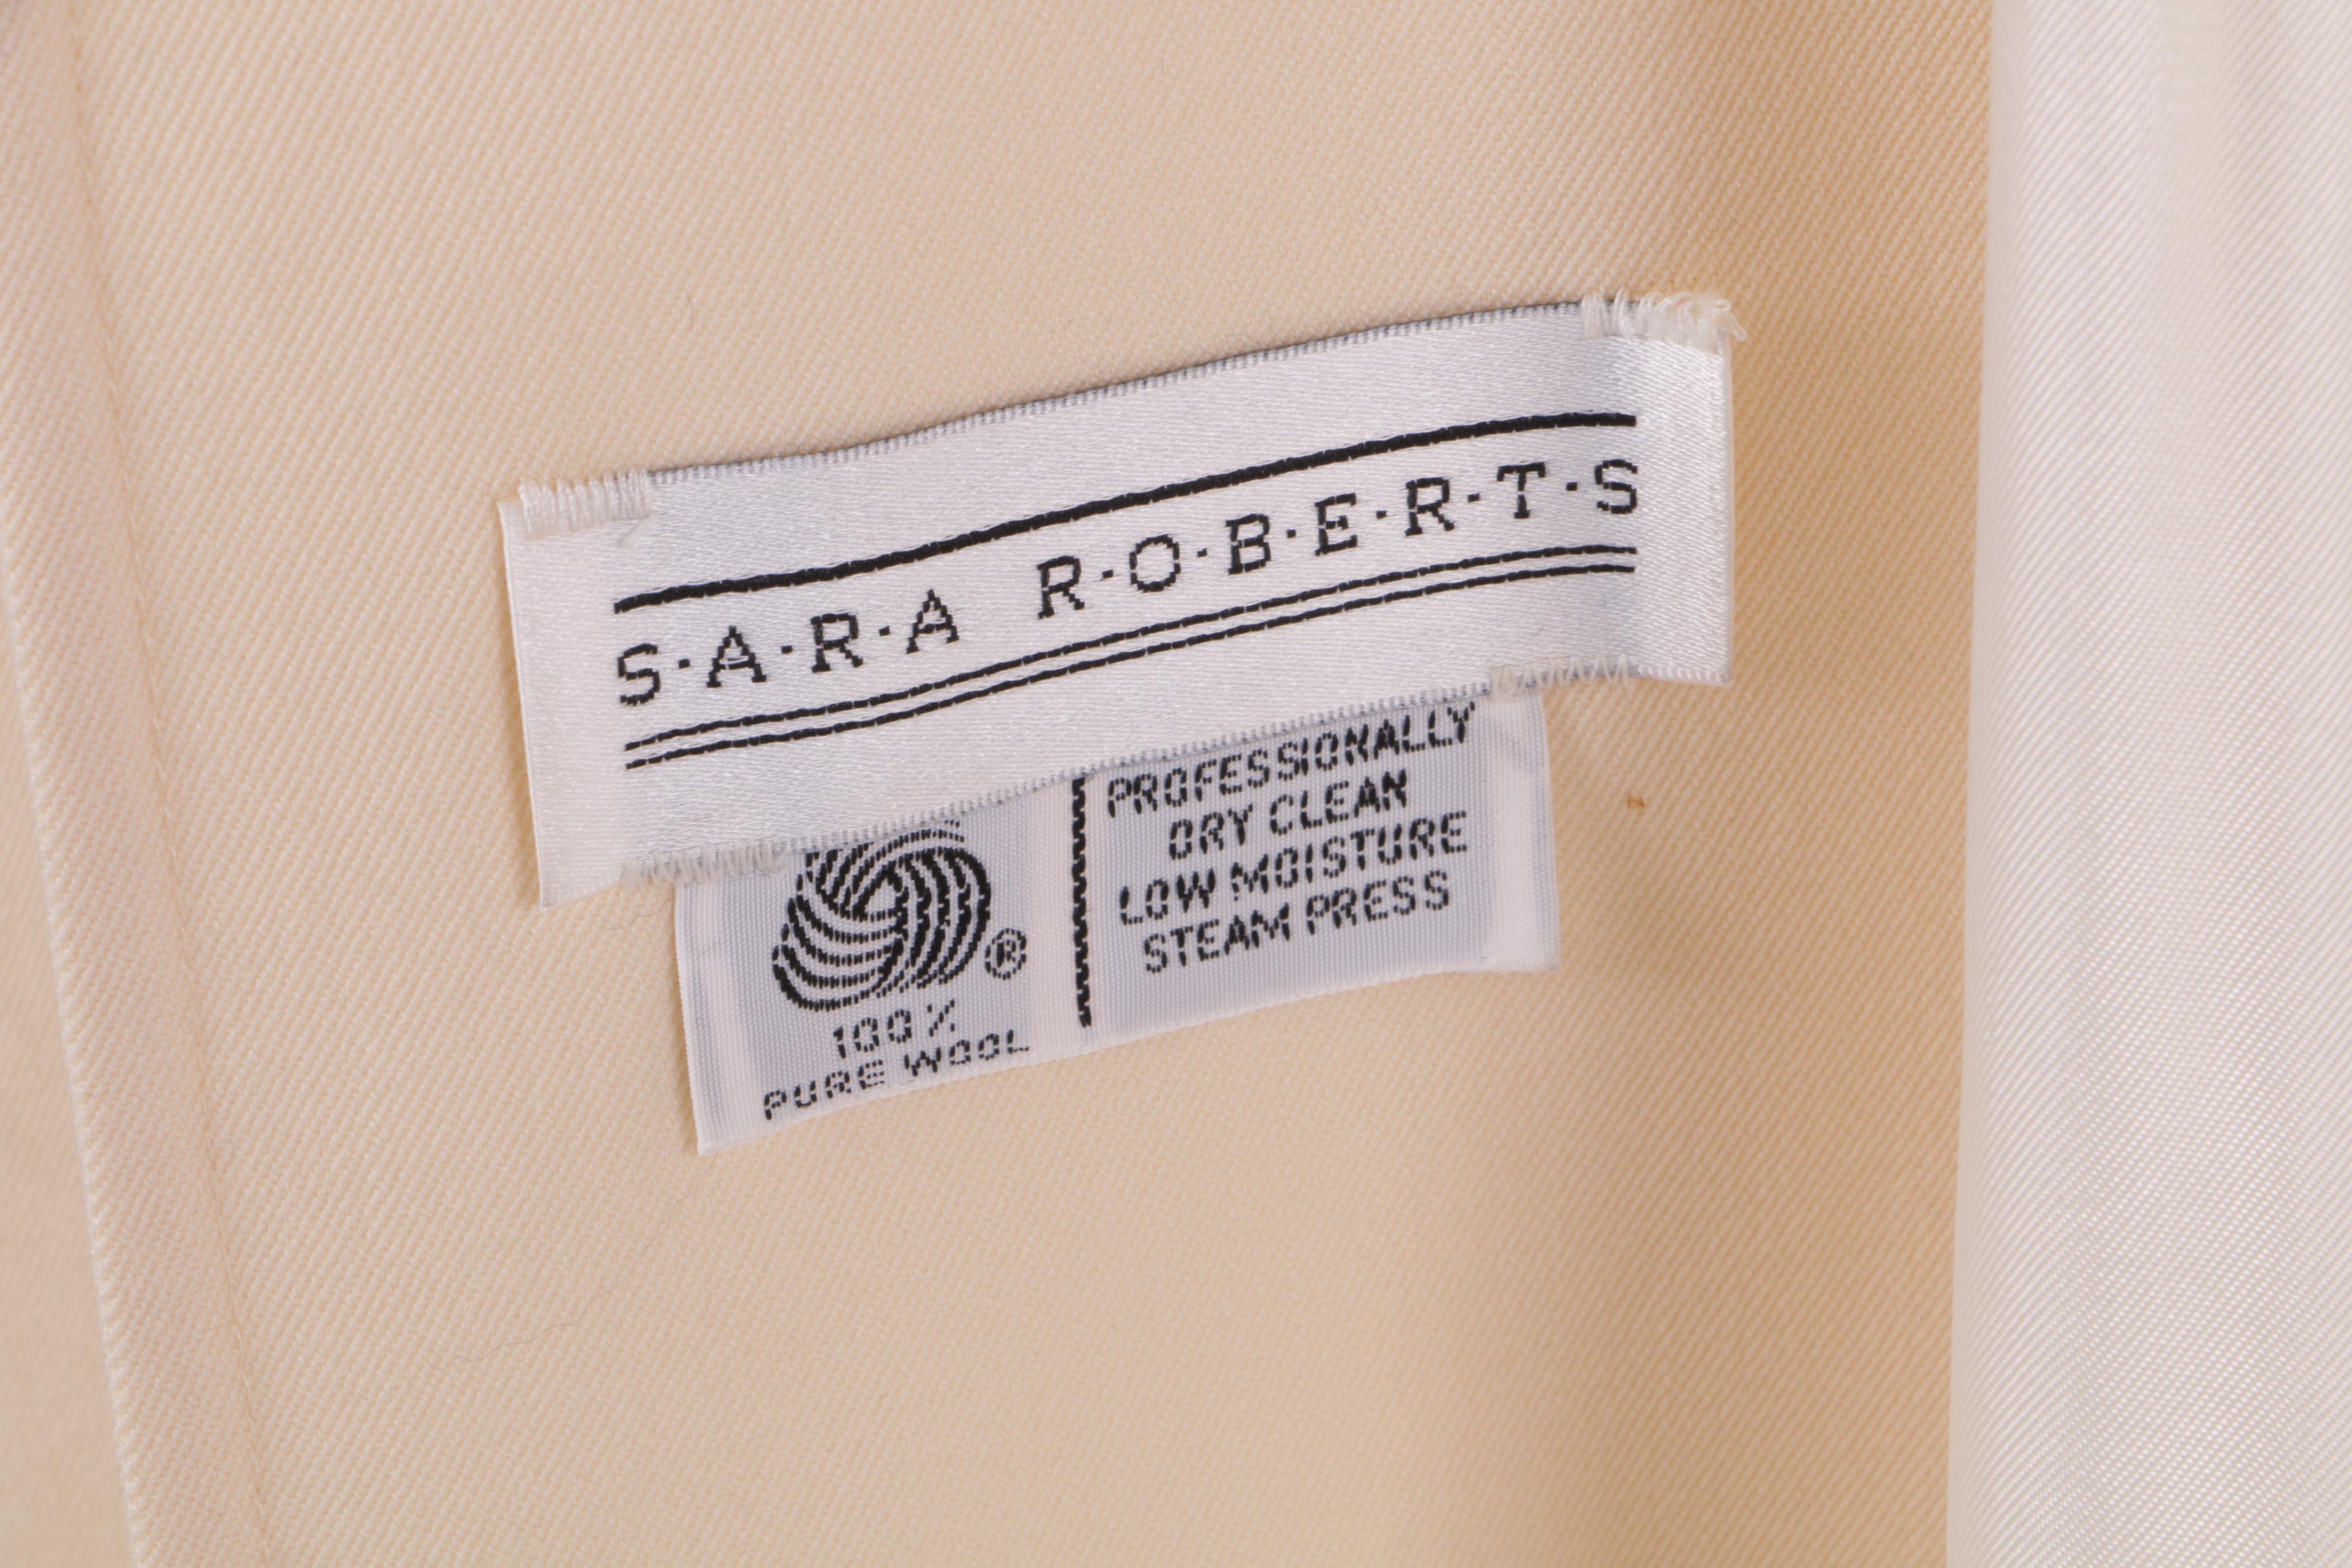 S·A·R·A R·O·B·E·R·T·S
®
100%
PURE WOOL
PROFESSIONALLY
DRY CLEAN
LOW MOISTURE
STEAM PRESS